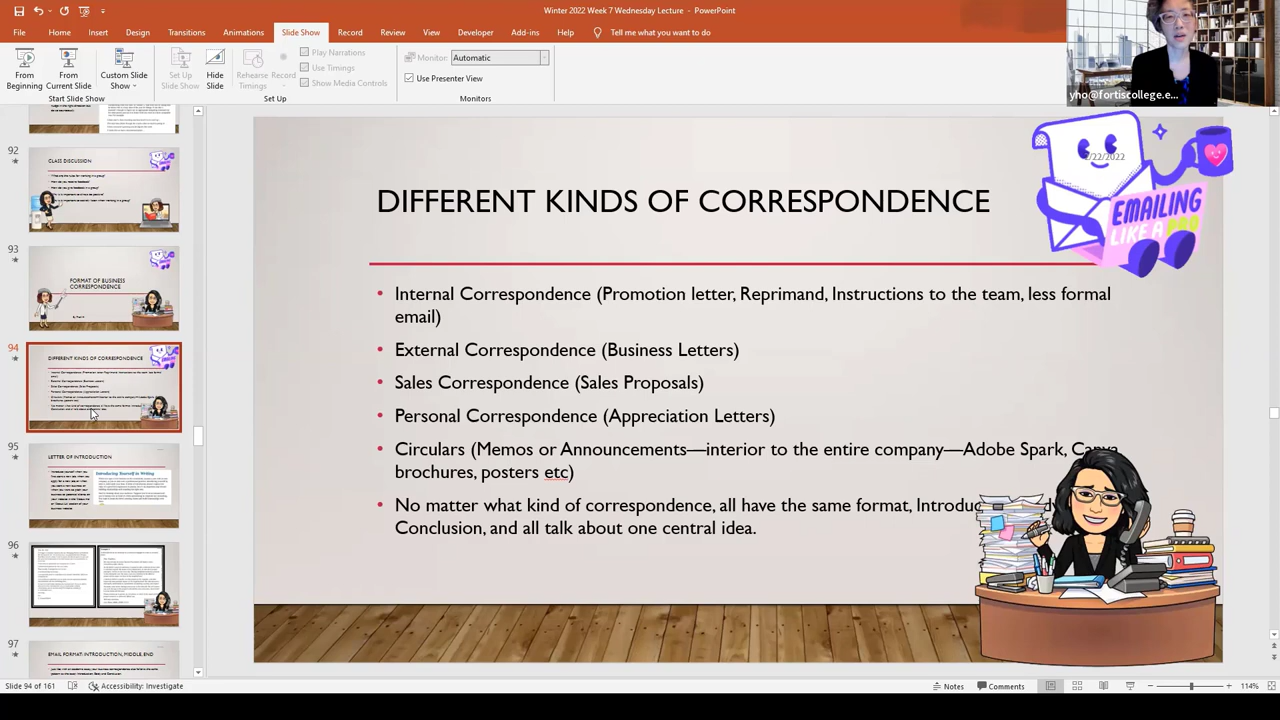 Winter 2022 Week 7 Wednesday Lecture - PowerPoint
File Home Insert Design Transitions Animations Slide Show Record Review View Developer Add-ins Help Tell me what you want to do
From Beginning
From Current Slide
Custom Slide Show
Start Slide Show
Set Up Slide Show
Hide Slide
Rehearse Timings
Record
Play Narrations
Use Timings
Show Media Controls
Set Up
Monitor: Automatic
Use Presenter View
Monitors
yho@fortiscollege.e...
92
CLASS DISCUSSION
93
FORMAT OF BUSINESS
CORRESPONDENCE
94
DIFFERENT KINDS OF CORRESPONDENCE
95
LETTER OF INTRODUCTION
Introducing Yourself in Writing
96
97
EMAIL FORMAT: INTRODUCTION, MIDDLE, END
/22/2022
EMAILING
LIKE A PRO
DIFFERENT KINDS OF CORRESPONDENCE
• Internal Correspondence (Promotion letter, Reprimand, Instructions to the team, less formal
email)
• External Correspondence (Business Letters)
• Sales Correspondence (Sales Proposals)
• Personal Correspondence (Appreciation Letters)
• Circulars (Memos or Announcements—interior to the entire company—Adobe Spark, Canva
brochures, posters etc)
• No matter what kind of correspondence, all have the same format, Introduc
Conclusion, and all talk about one central idea.
Slide 94 of 161 Accessibility: Investigate Notes Comments 114%